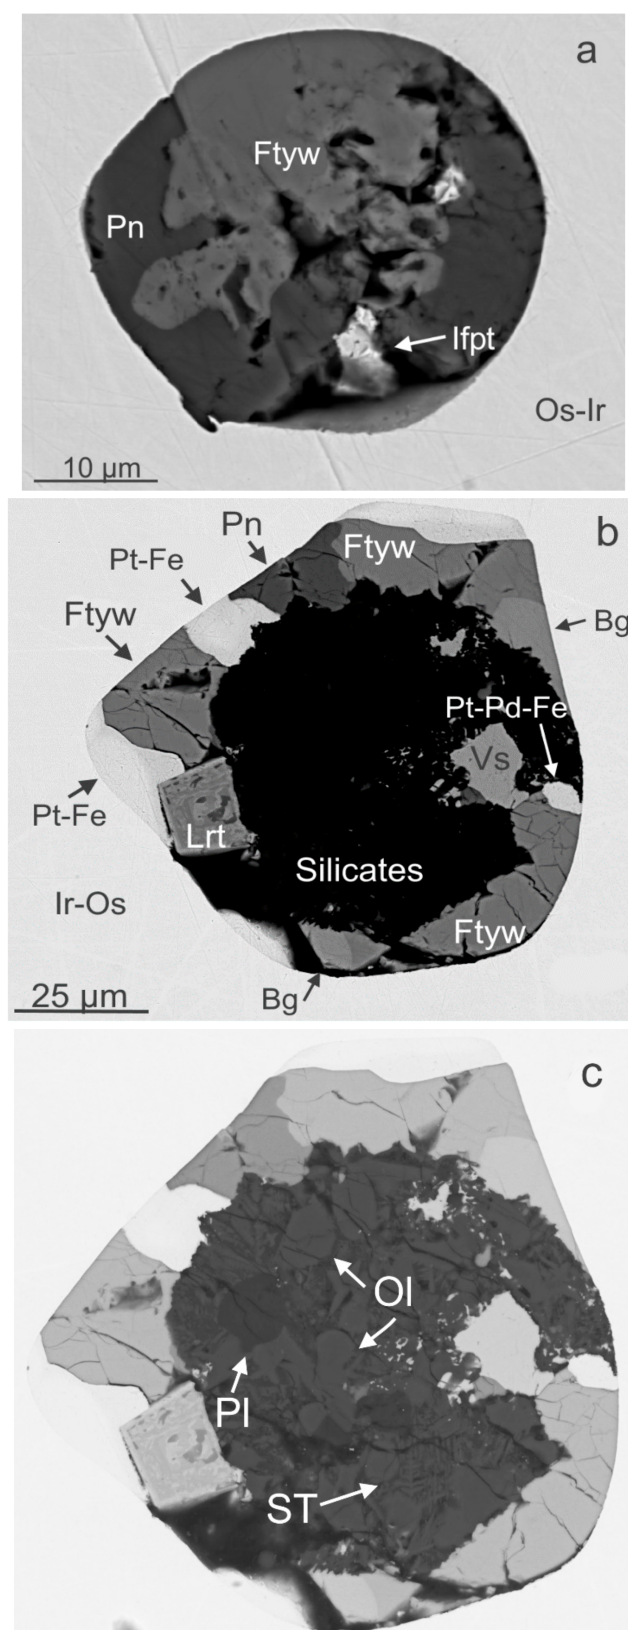 a
Ftyw
Pn
Ifpt
Os-Ir
10 µm
b
Pn
Ftyw
Pt-Fe
Ftyw
Bg
Pt-Pd-Fe
Vs
Pt-Fe
Lrt
Silicates
Ir-Os
Ftyw
25 µm
Bg
c
Ol
Pl
ST